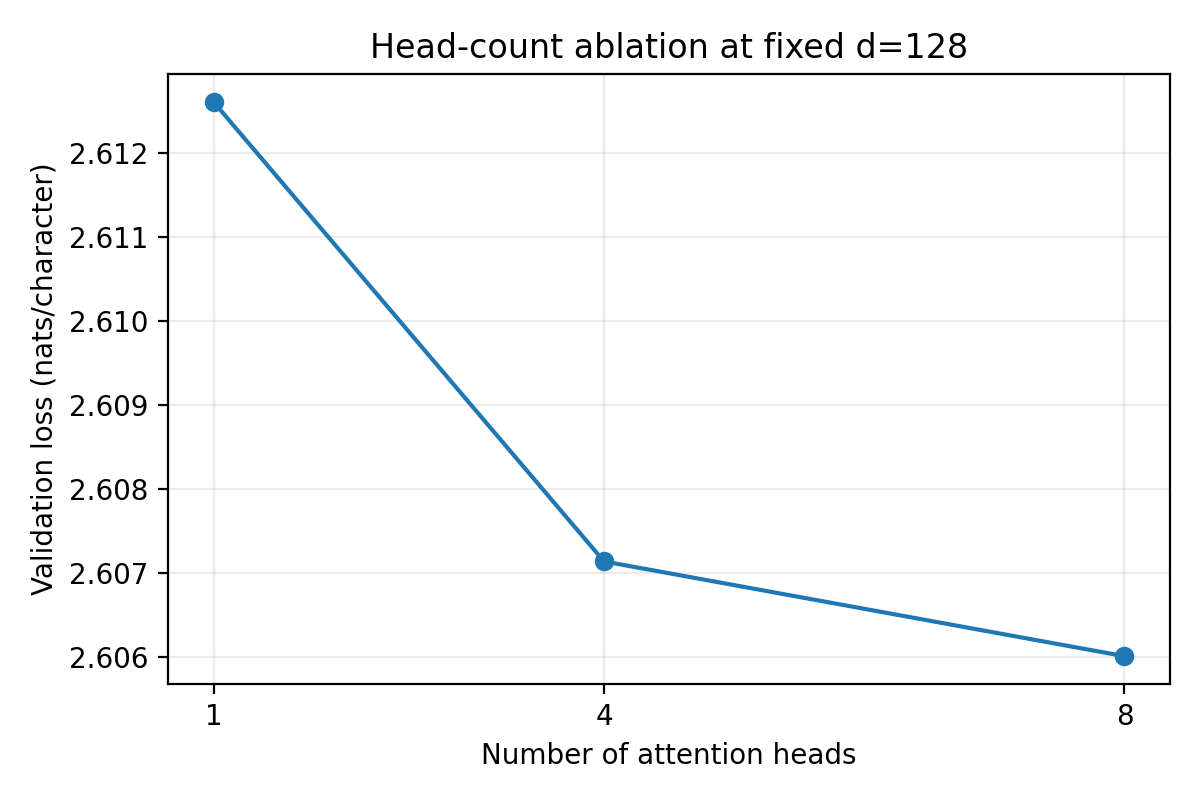 Head-count ablation at fixed d=128
Validation loss (nats/character)
2.612
2.611
2.610
2.609
2.608
2.607
2.606
1 4 8
Number of attention heads